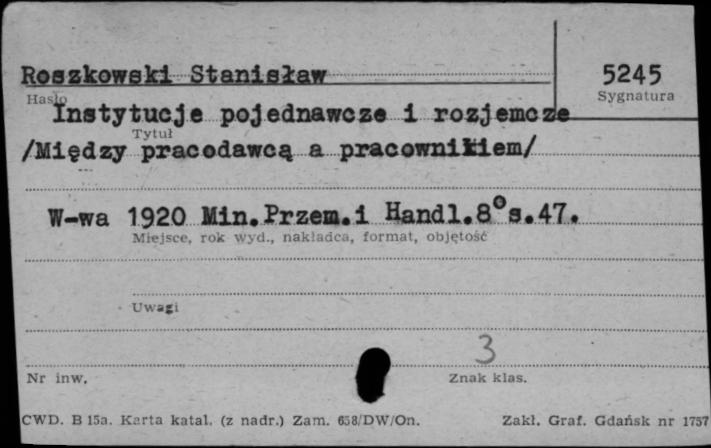 Roszkowski Stanisław 5245
Hasło Sygnatura
Instytucje pojednawcze i rozjemcze
Tytuł
/Między pracodawcą a pracownikiem/
W-wa 1920 Min.Przem.i Handl.8°s.47.
Miejsce, rok wyd., nakładca, format, objętość
Uwagi
3
Nr inw. Znak klas.
CWD. B 15a. Karta katal. (z nadr.) Zam. 658/DW/On. Zakł. Graf. Gdańsk nr 1757